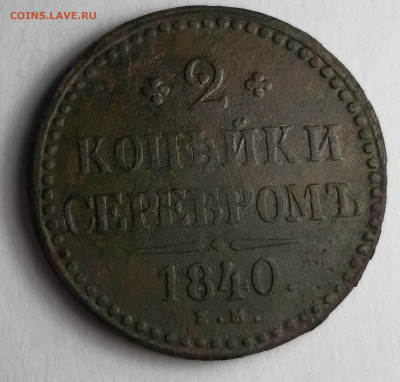 COINS.LAVE.RU
2
КОПѢЙКИ
СЕРЕБРОМЪ
1840.
Е.М.